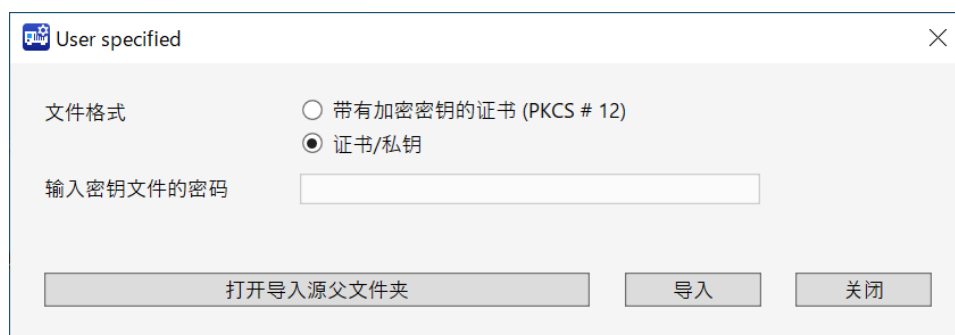 User specified
文件格式
带有加密密钥的证书 (PKCS # 12)
证书/私钥
输入密钥文件的密码
打开导入源父文件夹
导入
关闭